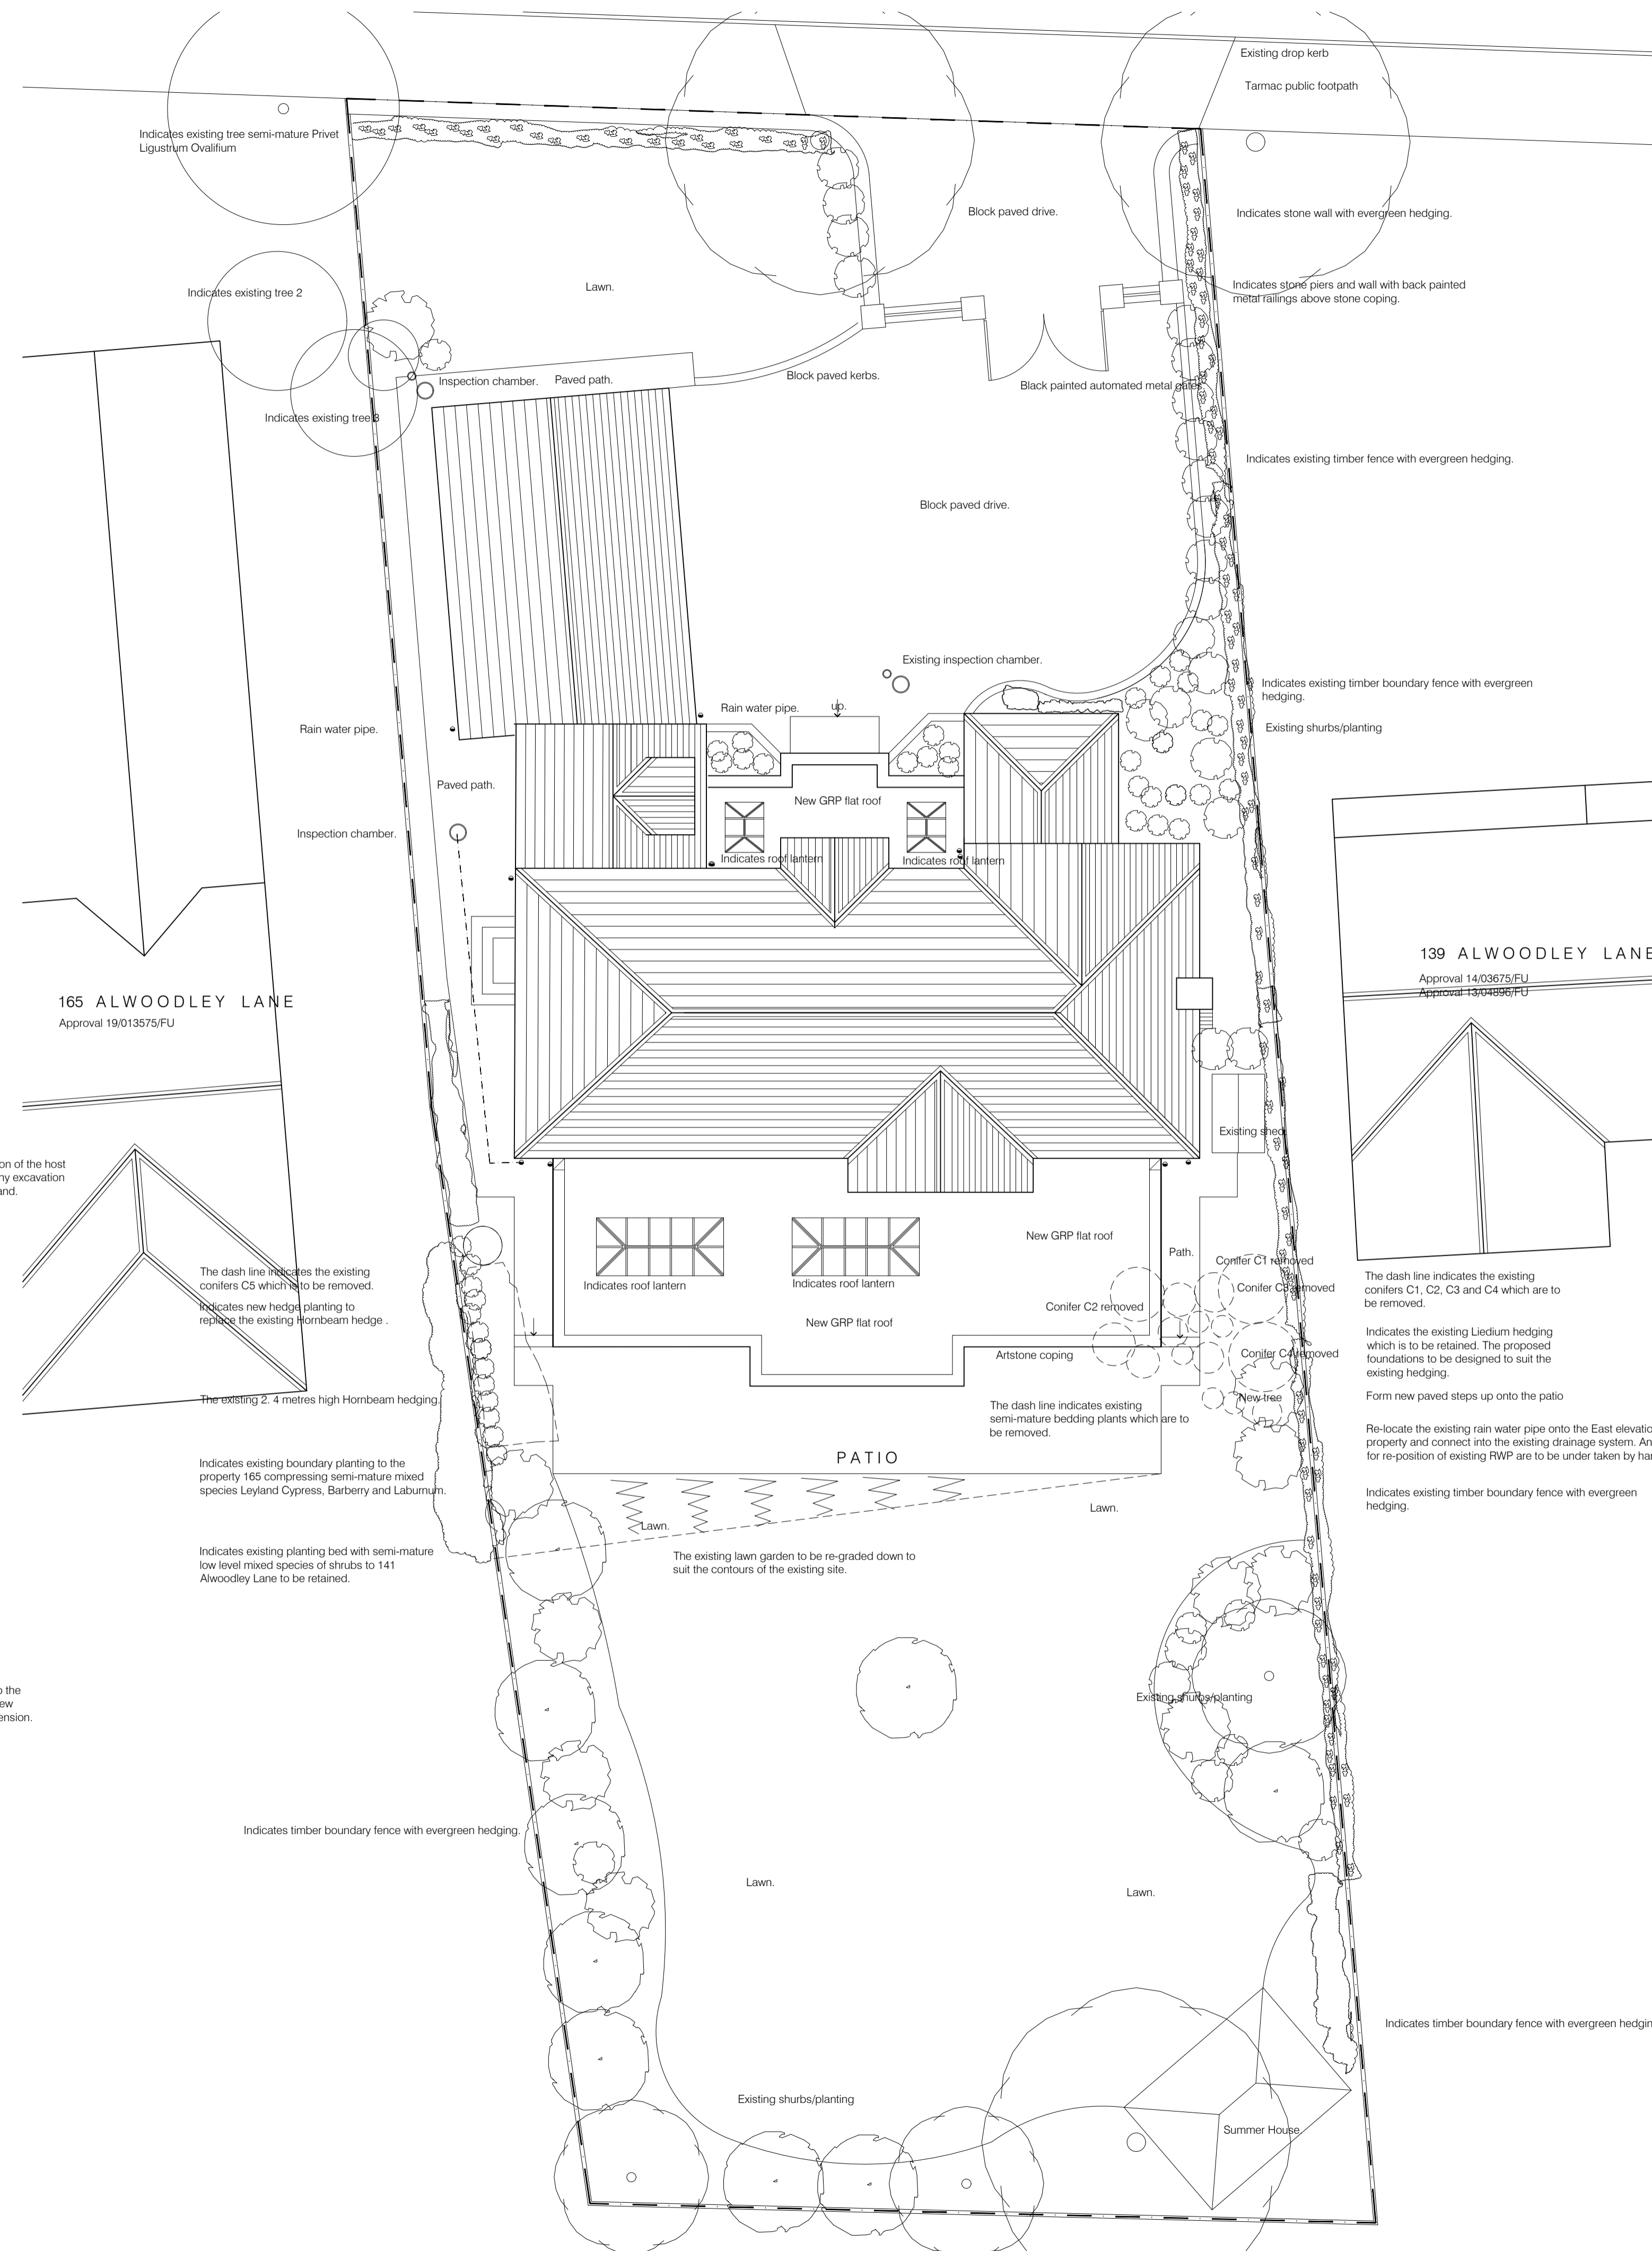 Existing drop kerb
Tarmac public footpath
Indicates existing tree semi-mature Privet
Ligustrum Ovalifium
Block paved drive.
Indicates stone wall with evergreen hedging.
Indicates existing tree 2
Lawn.
Indicates stone piers and wall with back painted
metal railings above stone coping.
Inspection chamber.
Paved path.
Block paved kerbs.
Black painted automated metal gates.
Indicates existing tree 3
Indicates existing timber fence with evergreen hedging.
Block paved drive.
Existing inspection chamber.
Indicates existing timber boundary fence with evergreen
hedging.
Rain water pipe.
up.
Rain water pipe.
Existing shurbs/planting
Paved path.
New GRP flat roof
Inspection chamber.
Indicates roof lantern
Indicates roof lantern
165 ALWOODLEY LANE
Approval 19/013575/FU
139 ALWOODLEY LANE
Approval 14/03675/FU
Approval 13/04896/FU
Existing shed
on of the host
ny excavation
and.
New GRP flat roof
Path.
Conifer C1 removed
The dash line indicates the existing
conifers C5 which is to be removed.
Indicates roof lantern
Indicates roof lantern
Conifer C3 removed
The dash line indicates the existing
conifers C1, C2, C3 and C4 which are to
be removed.
Indicates new hedge planting to
replace the existing Hornbeam hedge .
Conifer C2 removed
New GRP flat roof
Artstone coping
Conifer C4 removed
Indicates the existing Liedium hedging
which is to be retained. The proposed
foundations to be designed to suit the
existing hedging.
The existing 2. 4 metres high Hornbeam hedging.
New tree
Form new paved steps up onto the patio
The dash line indicates existing
semi-mature bedding plants which are to
be removed.
Re-locate the existing rain water pipe onto the East elevatio
property and connect into the existing drainage system. An
for re-position of existing RWP are to be under taken by ha
PATIO
Indicates existing boundary planting to the
property 165 compressing semi-mature mixed
species Leyland Cypress, Barberry and Laburnum.
Indicates existing timber boundary fence with evergreen
hedging.
Lawn.
Lawn.
Indicates existing planting bed with semi-mature
low level mixed species of shrubs to 141
Alwoodley Lane to be retained.
The existing lawn garden to be re-graded down to
suit the contours of the existing site.
o the
ew
ension.
Existing shurbs/planting
Indicates timber boundary fence with evergreen hedging.
Lawn.
Lawn.
Indicates timber boundary fence with evergreen hedgin
Existing shurbs/planting
Summer House.